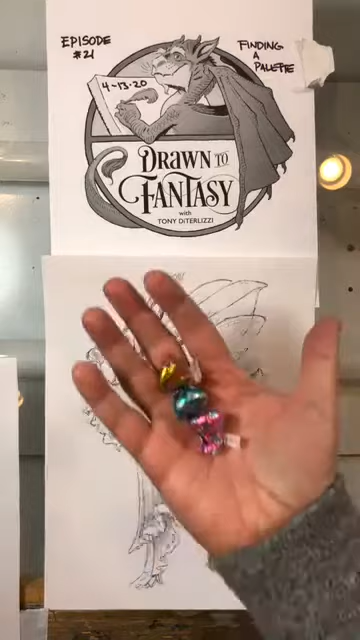 EPISODE
#21
FINDING
A
PALETTE
4-13-20
DRAWN TO
FANTASY
with
TONY DiTERLIZZI